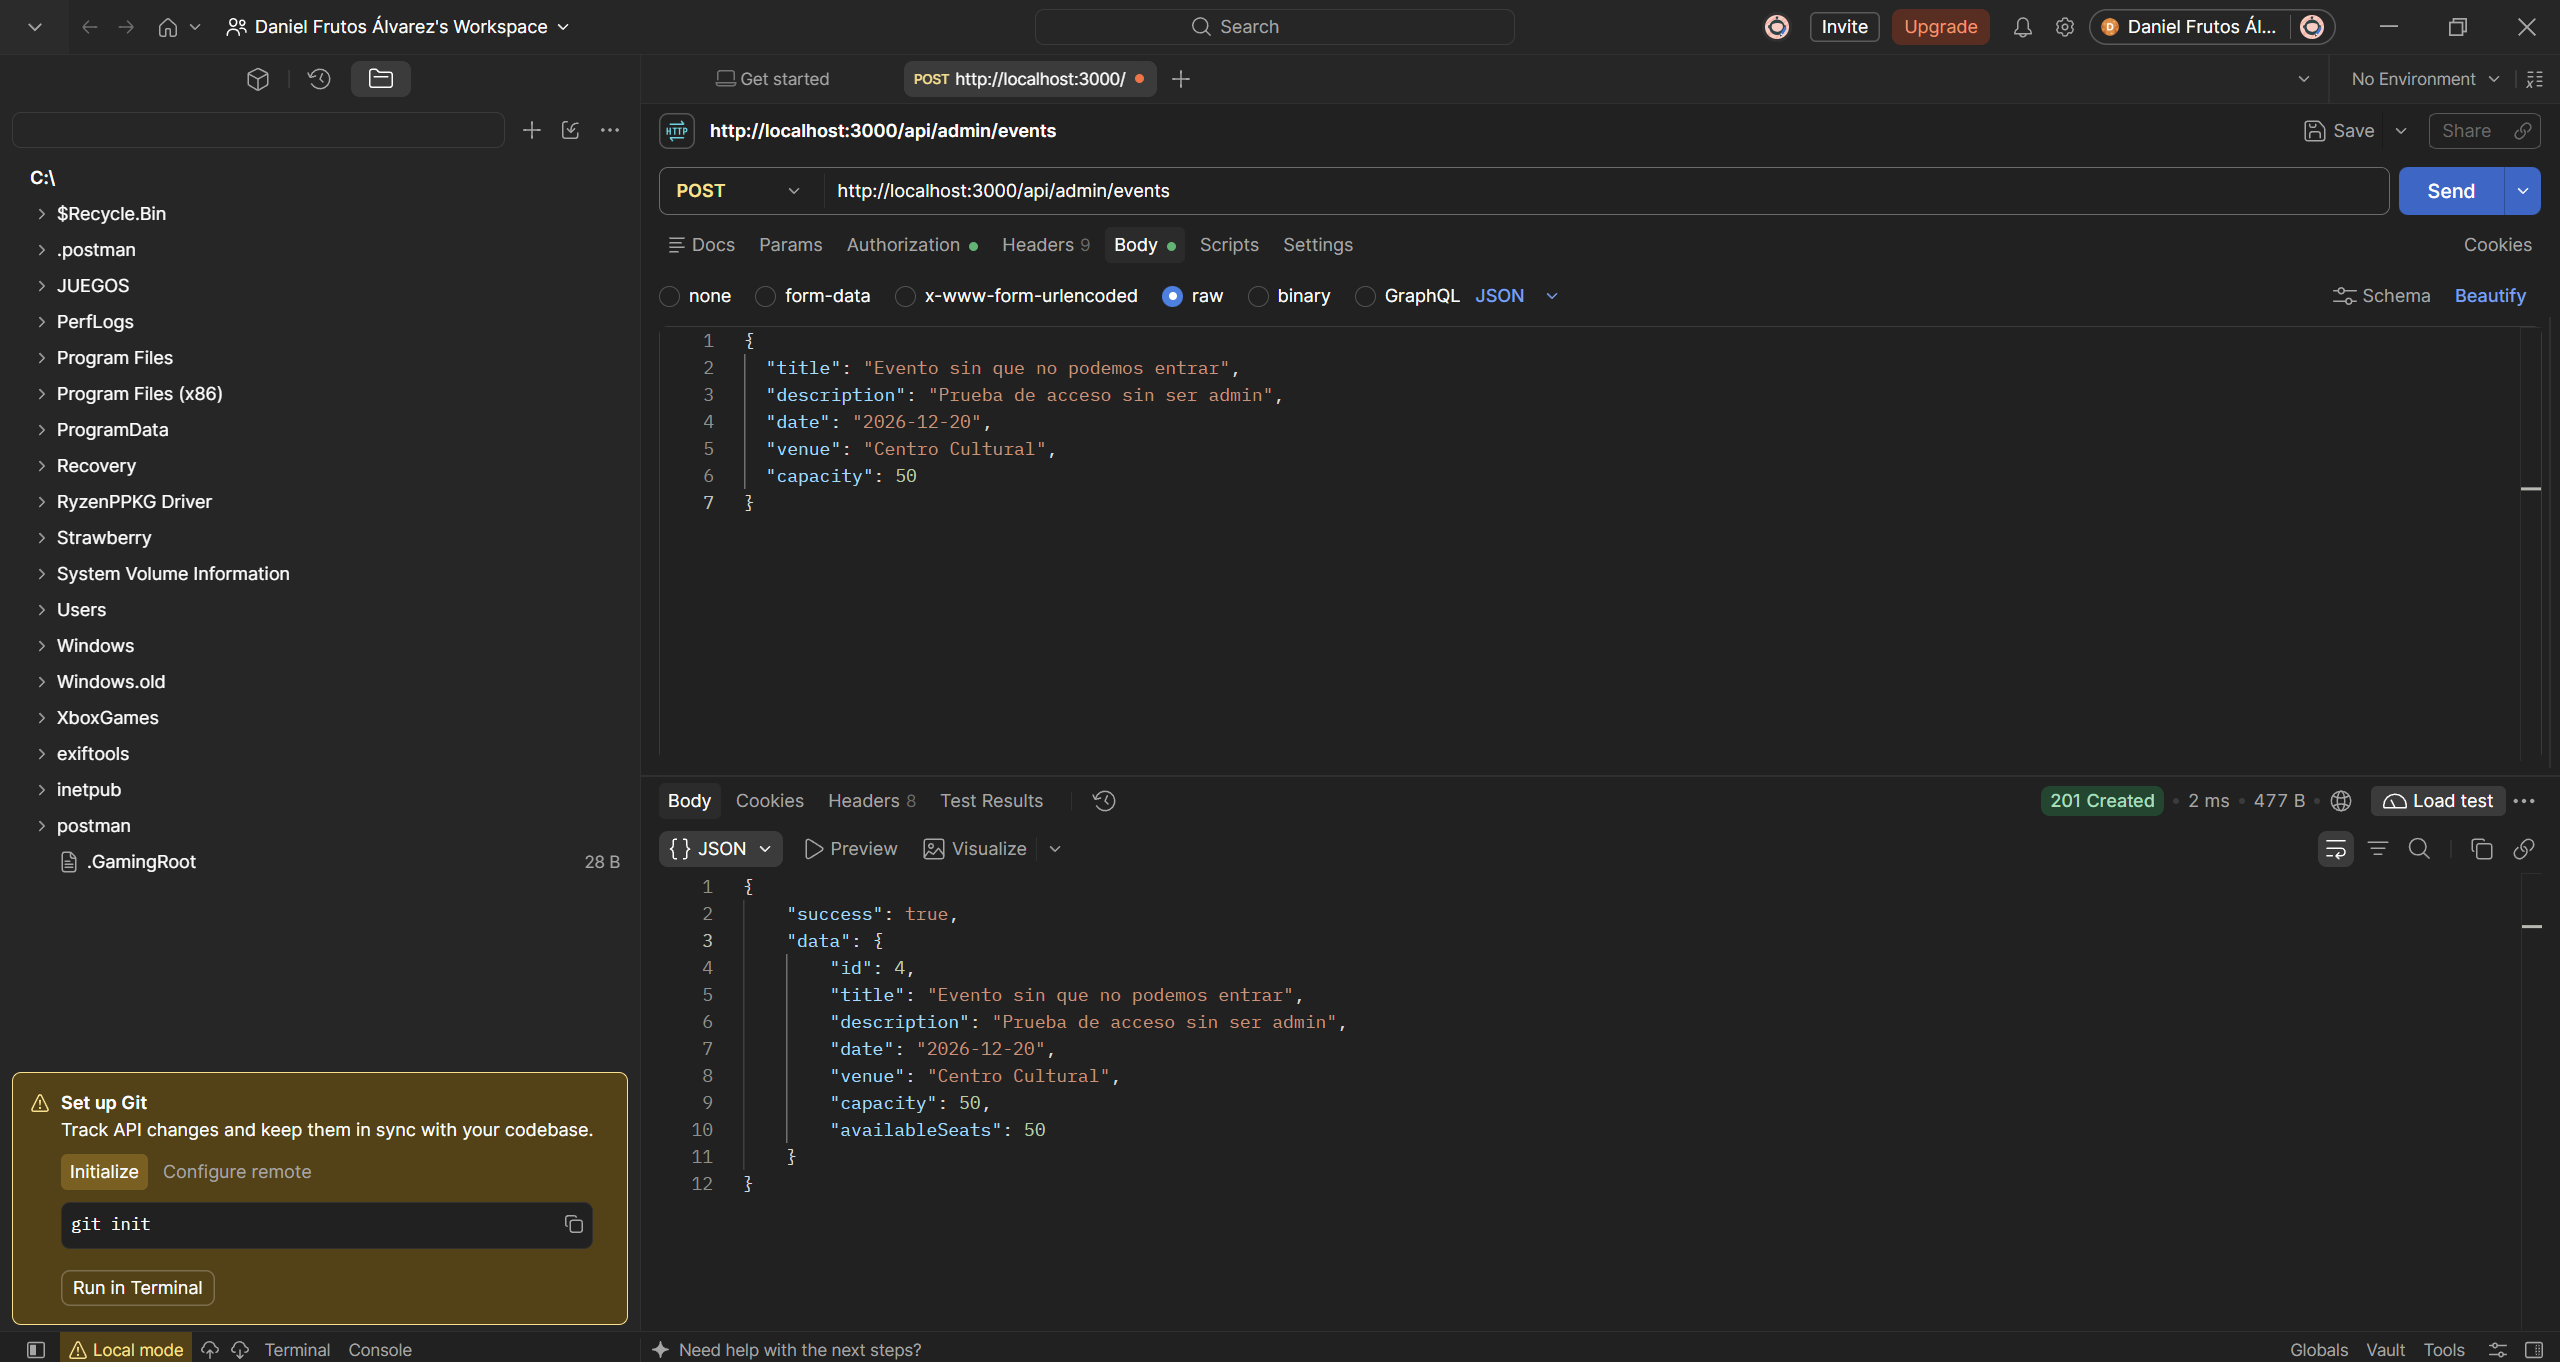 Daniel Frutos Álvarez's Workspace
Search
Invite
Upgrade
D
Daniel Frutos Ál...
Get started
POST http://localhost:3000/
No Environment
HTTP
http://localhost:3000/api/admin/events
Save
Share
POST
http://localhost:3000/api/admin/events
Send
Docs
Params
Authorization
Headers 9
Body
Scripts
Settings
Cookies
none
form-data
x-www-form-urlencoded
raw
binary
GraphQL
JSON
Schema
Beautify
1 {
2 "title": "Evento sin que no podemos entrar",
3 "description": "Prueba de acceso sin ser admin",
4 "date": "2026-12-20",
5 "venue": "Centro Cultural",
6 "capacity": 50
7 }
C:\
$Recycle.Bin
.postman
JUEGOS
PerfLogs
Program Files
Program Files (x86)
ProgramData
Recovery
RyzenPPKG Driver
Strawberry
System Volume Information
Users
Windows
Windows.old
XboxGames
exiftools
inetpub
postman
.GamingRoot 28 B
Set up Git
Track API changes and keep them in sync with your codebase.
Initialize
Configure remote
git init
Run in Terminal
Body
Cookies
Headers 8
Test Results
201 Created
2 ms
477 B
Load test
{} JSON
Preview
Visualize
1 {
2 "success": true,
3 "data": {
4 "id": 4,
5 "title": "Evento sin que no podemos entrar",
6 "description": "Prueba de acceso sin ser admin",
7 "date": "2026-12-20",
8 "venue": "Centro Cultural",
9 "capacity": 50,
10 "availableSeats": 50
11 }
12 }
Local mode
Terminal
Console
Need help with the next steps?
Globals
Vault
Tools